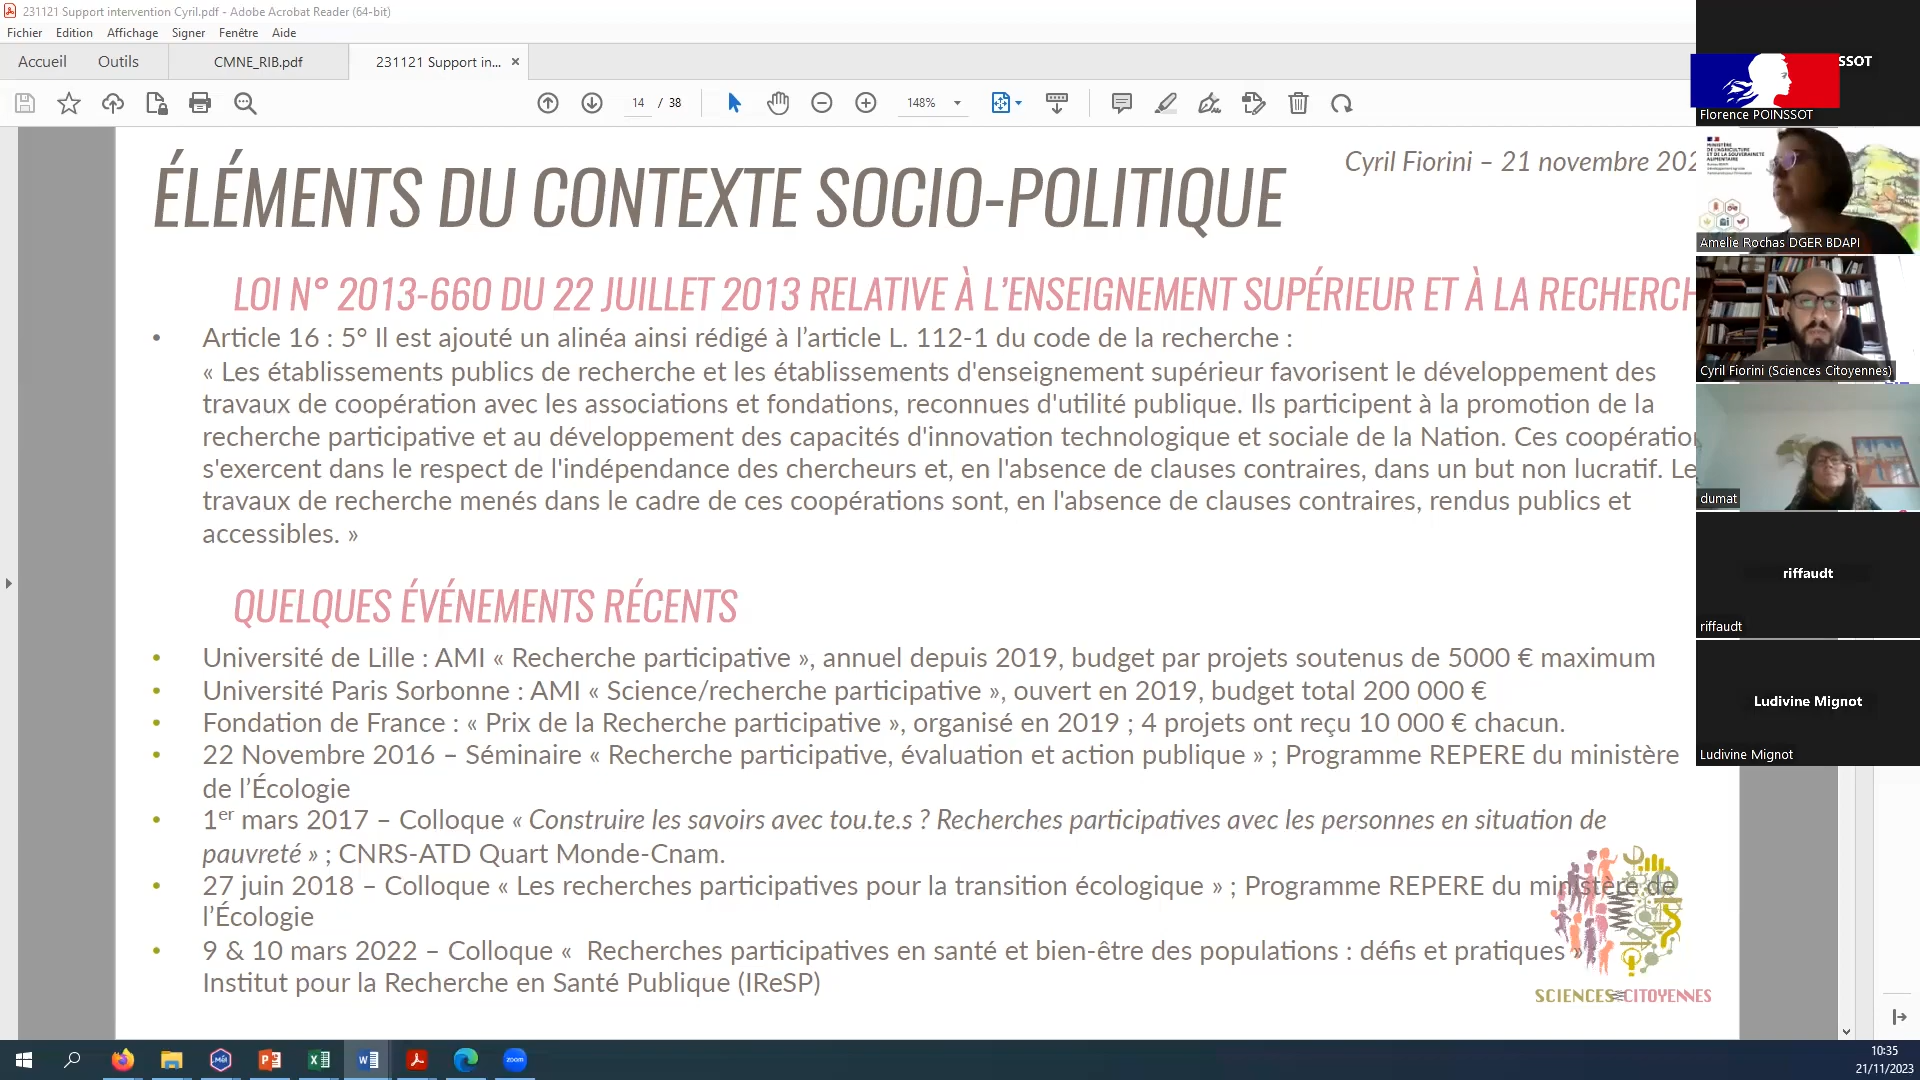 231121 Support intervention Cyril.pdf - Adobe Acrobat Reader (64-bit)
Fichier Edition Affichage Signer Fenêtre Aide
Accueil Outils CMNE_RIB.pdf 231121 Support in... ×
14 / 38 148%
Cyril Fiorini – 21 novembre 202
ÉLÉMENTS DU CONTEXTE SOCIO-POLITIQUE
LOI N° 2013-660 DU 22 JUILLET 2013 RELATIVE À L’ENSEIGNEMENT SUPÉRIEUR ET À LA RECHERCH
• Article 16 : 5° Il est ajouté un alinéa ainsi rédigé à l’article L. 112-1 du code de la recherche :
« Les établissements publics de recherche et les établissements d'enseignement supérieur favorisent le développement des
travaux de coopération avec les associations et fondations, reconnues d'utilité publique. Ils participent à la promotion de la
recherche participative et au développement des capacités d'innovation technologique et sociale de la Nation. Ces coopération
s'exercent dans le respect de l'indépendance des chercheurs et, en l'absence de clauses contraires, dans un but non lucratif. Le
travaux de recherche menés dans le cadre de ces coopérations sont, en l'absence de clauses contraires, rendus publics et
accessibles. »
QUELQUES ÉVÉNEMENTS RÉCENTS
• Université de Lille : AMI « Recherche participative », annuel depuis 2019, budget par projets soutenus de 5000 € maximum
• Université Paris Sorbonne : AMI « Science/recherche participative », ouvert en 2019, budget total 200 000 €
• Fondation de France : « Prix de la Recherche participative », organisé en 2019 ; 4 projets ont reçu 10 000 € chacun.
• 22 Novembre 2016 – Séminaire « Recherche participative, évaluation et action publique » ; Programme REPERE du ministère
de l’Écologie
• 1er mars 2017 – Colloque « Construire les savoirs avec tou.te.s ? Recherches participatives avec les personnes en situation de
pauvreté » ; CNRS-ATD Quart Monde-Cnam.
• 27 juin 2018 – Colloque « Les recherches participatives pour la transition écologique » ; Programme REPERE du ministère de
l’Écologie
• 9 & 10 mars 2022 – Colloque « Recherches participatives en santé et bien-être des populations : défis et pratiques »
Institut pour la Recherche en Santé Publique (IReSP)
SCIENCES CITOYENNES
SSOT
Florence POINSSOT
MINISTÈRE
DE L'AGRICULTURE
ET DE LA SOUVERAINETÉ
ALIMENTAIRE
Amelie Rochas DGER BDAPI
Cyril Fiorini (Sciences Citoyennes)
dumat
riffaudt
riffaudt
Ludivine Mignot
Ludivine Mignot
zoom
10:35
21/11/2023